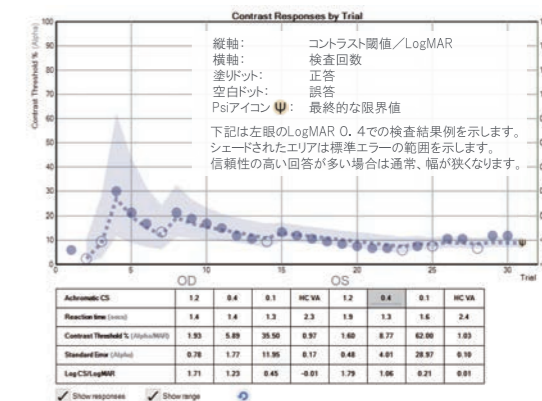 Contrast Responses by Trial
Contrast Threshold % (Alpha)
100
90
80
70
60
50
40
30
20
10
0
縦軸： コントラスト閾値／LogMAR
横軸： 検査回数
塗りドット： 正答
空白ドット： 誤答
Psiアイコン Ψ： 最終的な限界値
下記は左眼のLogMAR 0. 4での検査結果例を示します。
シェードされたエリアは標準エラーの範囲を示します。
信頼性の高い回答が多い場合は通常、幅が狭くなります。
0 5 10 15 20 25 30 Trial
OD OS
Achromatic CS 1.2 0.4 0.1 HC VA 1.2 0.4 0.1 HC VA
Reaction time (secs) 1.4 1.4 1.3 2.3 1.9 1.3 1.6 2.4
Contrast Threshold % (Alpha/MAR) 1.93 5.89 35.50 0.97 1.60 8.77 62.00 1.03
Standard Error (Alpha) 0.78 1.77 11.95 0.17 0.48 4.01 28.97 0.10
Log CS/LogMAR 1.71 1.23 0.45 -0.01 1.79 1.06 0.21 0.01
Show responses Show range